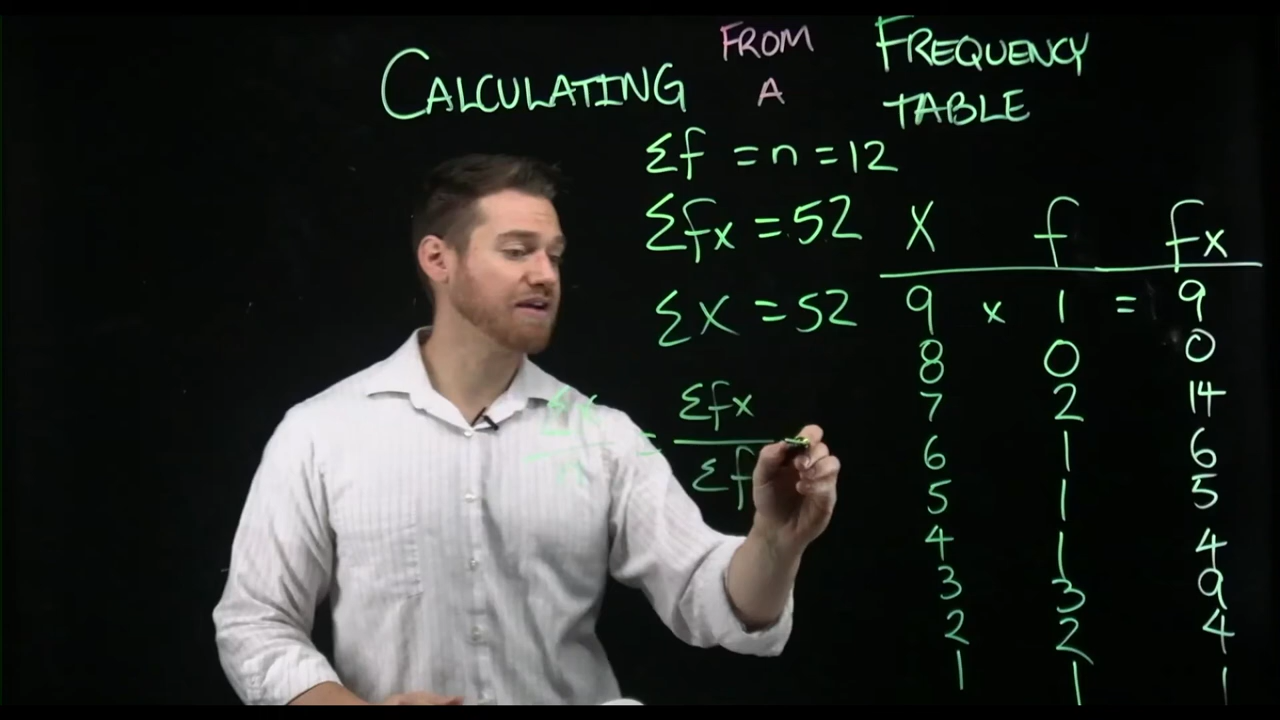 CALCULATING FROM A FREQUENCY TABLE
Σf = n = 12
Σfx = 52
Σx = 52
Σx / n = Σfx / Σf
X f fx
9 x 1 = 9
8 0 0
7 2 14
6 1 6
5 1 5
4 1 4
3 3 9
2 2 4
1 1 1